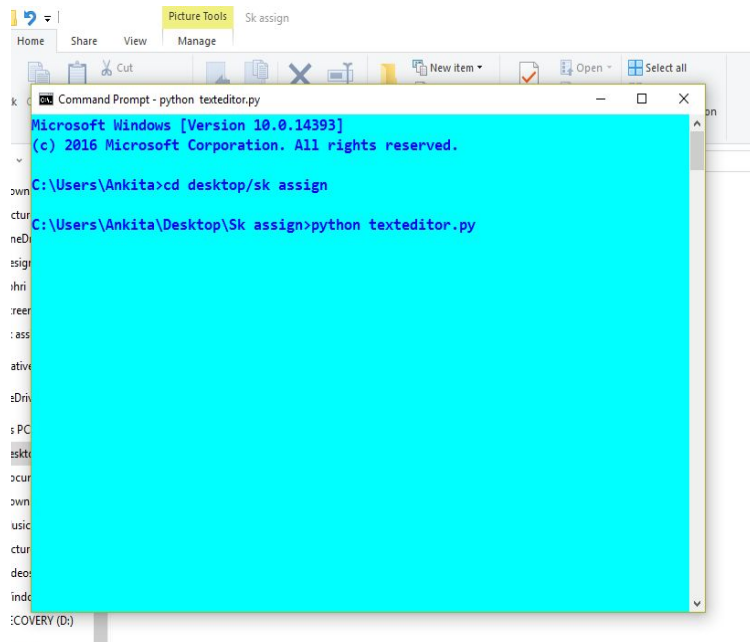 Picture Tools
Sk assign
Home Share View Manage
Cut
New item
Open
Select all
Command Prompt - python texteditor.py
Microsoft Windows [Version 10.0.14393]
(c) 2016 Microsoft Corporation. All rights reserved.
C:\Users\Ankita>cd desktop/sk assign
C:\Users\Ankita\Desktop\Sk assign>python texteditor.py
(D:)